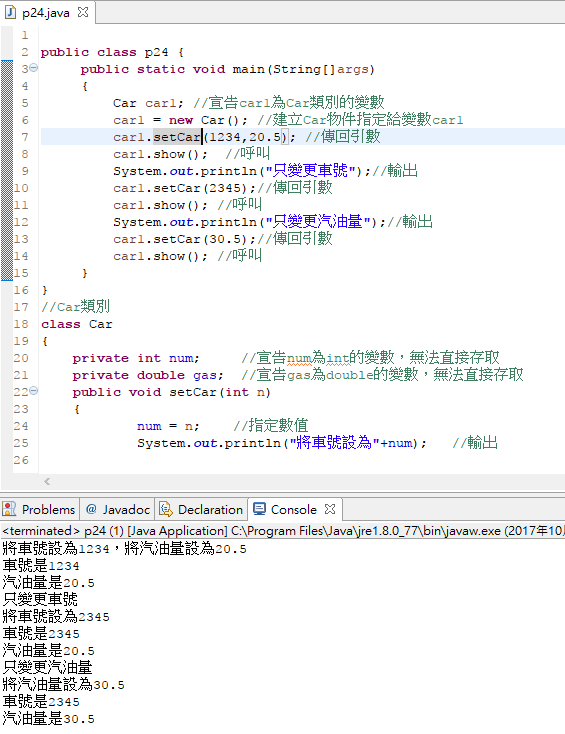 p24.java
1
2 public class p24 {
3 public static void main(String[]args)
4 {
5 Car car1; //宣告car1為Car類別的變數
6 car1 = new Car(); //建立Car物件指定給變數car1
7 car1.setCar(1234,20.5); //傳回引數
8 car1.show(); //呼叫
9 System.out.println("只變更車號");//輸出
10 car1.setCar(2345);//傳回引數
11 car1.show(); //呼叫
12 System.out.println("只變更汽油量");//輸出
13 car1.setCar(30.5);//傳回引數
14 car1.show(); //呼叫
15 }
16 }
17 //Car類別
18 class Car
19 {
20 private int num; //宣告num為int的變數，無法直接存取
21 private double gas; //宣告gas為double的變數，無法直接存取
22 public void setCar(int n)
23 {
24 num = n; //指定數值
25 System.out.println("將車號設為"+num); //輸出
26
Problems @ Javadoc Declaration Console
<terminated> p24 (1) [Java Application] C:\Program Files\Java\jre1.8.0_77\bin\javaw.exe (2017年10月
將車號設為1234，將汽油量設為20.5
車號是1234
汽油量是20.5
只變更車號
將車號設為2345
車號是2345
汽油量是20.5
只變更汽油量
將汽油量設為30.5
車號是2345
汽油量是30.5